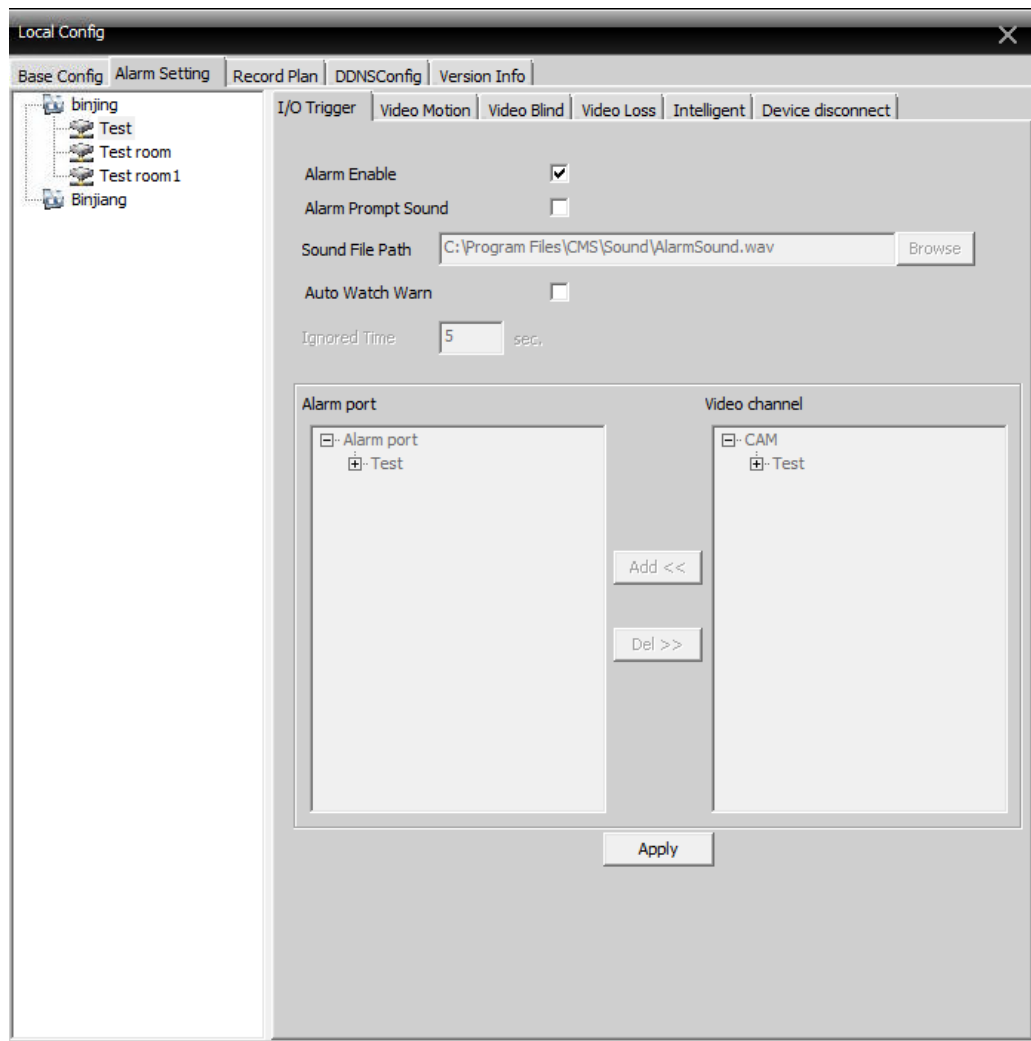 Local Config
Base Config Alarm Setting Record Plan DDNSConfig Version Info
binjing
Test
Test room
Test room1
Binjiang
I/O Trigger Video Motion Video Blind Video Loss Intelligent Device disconnect
Alarm Enable
Alarm Prompt Sound
Sound File Path C:\Program Files\CMS\Sound\AlarmSound.wav Browse
Auto Watch Warn
Ignored Time 5 sec.
Alarm port Video channel
Alarm port CAM
Test Test
Add <<
Del >>
Apply